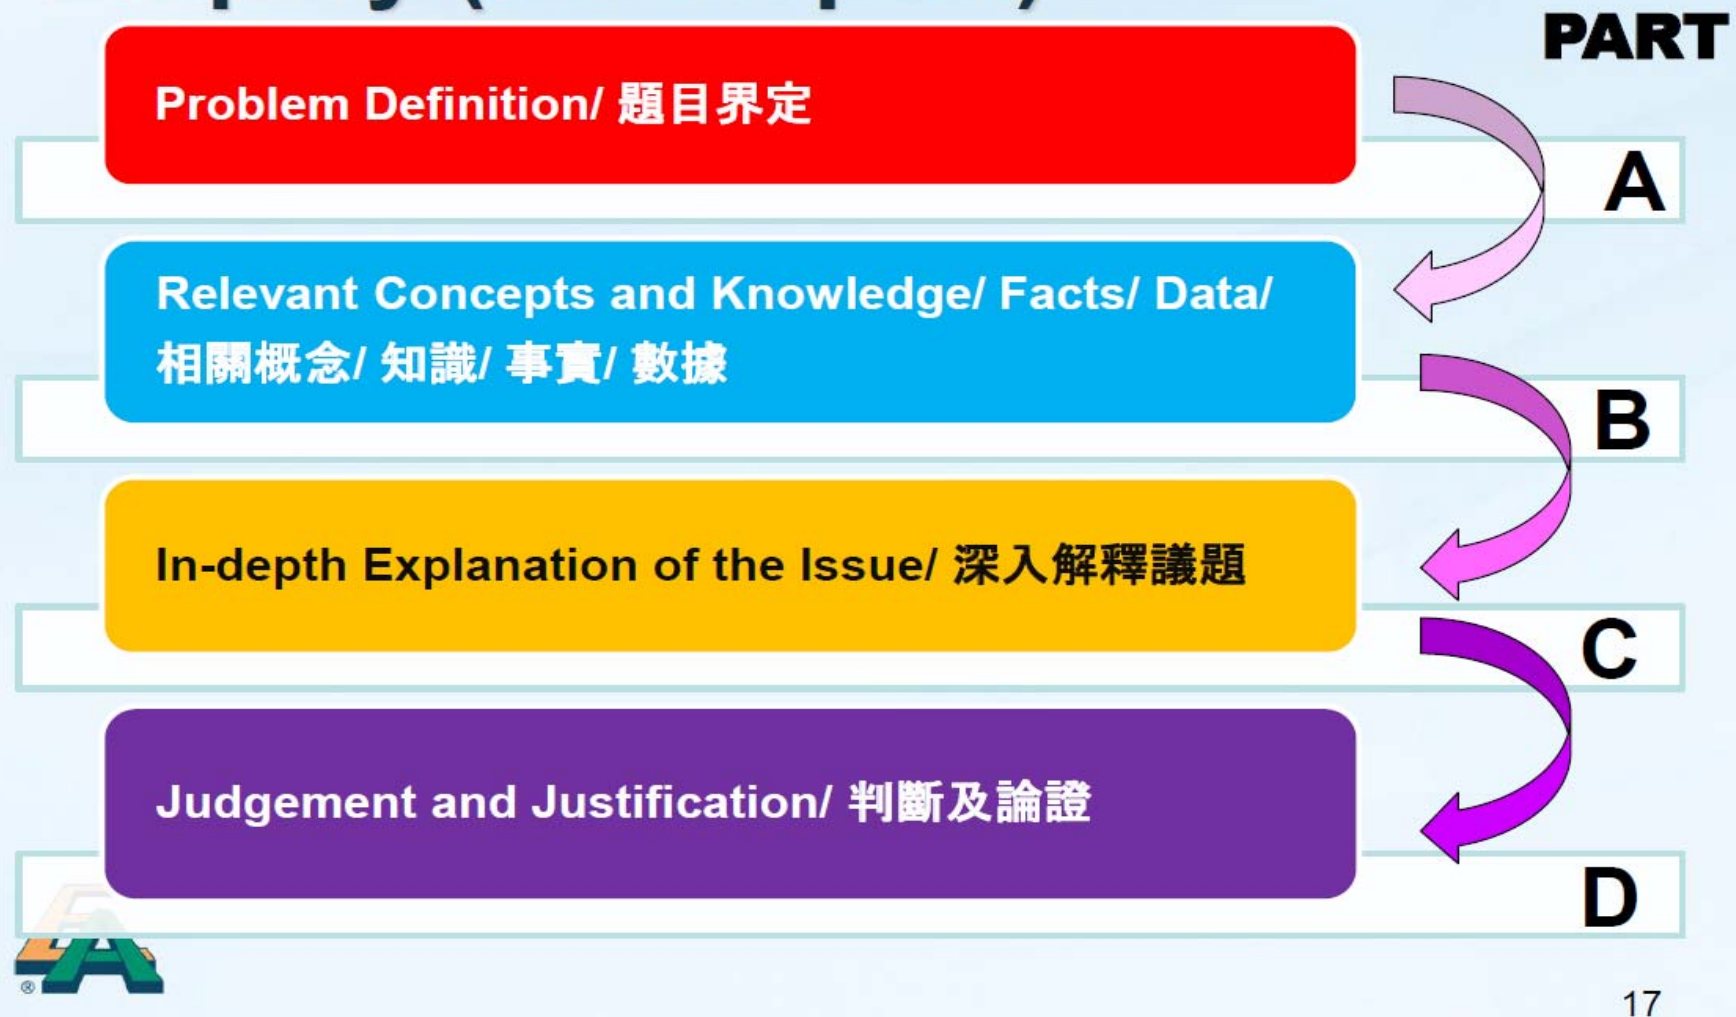 PART
Problem Definition/ 題目界定
A
Relevant Concepts and Knowledge/ Facts/ Data/
相關概念/ 知識/ 事實/ 數據
B
In-depth Explanation of the Issue/ 深入解釋議題
C
Judgement and Justification/ 判斷及論證
D
®
17